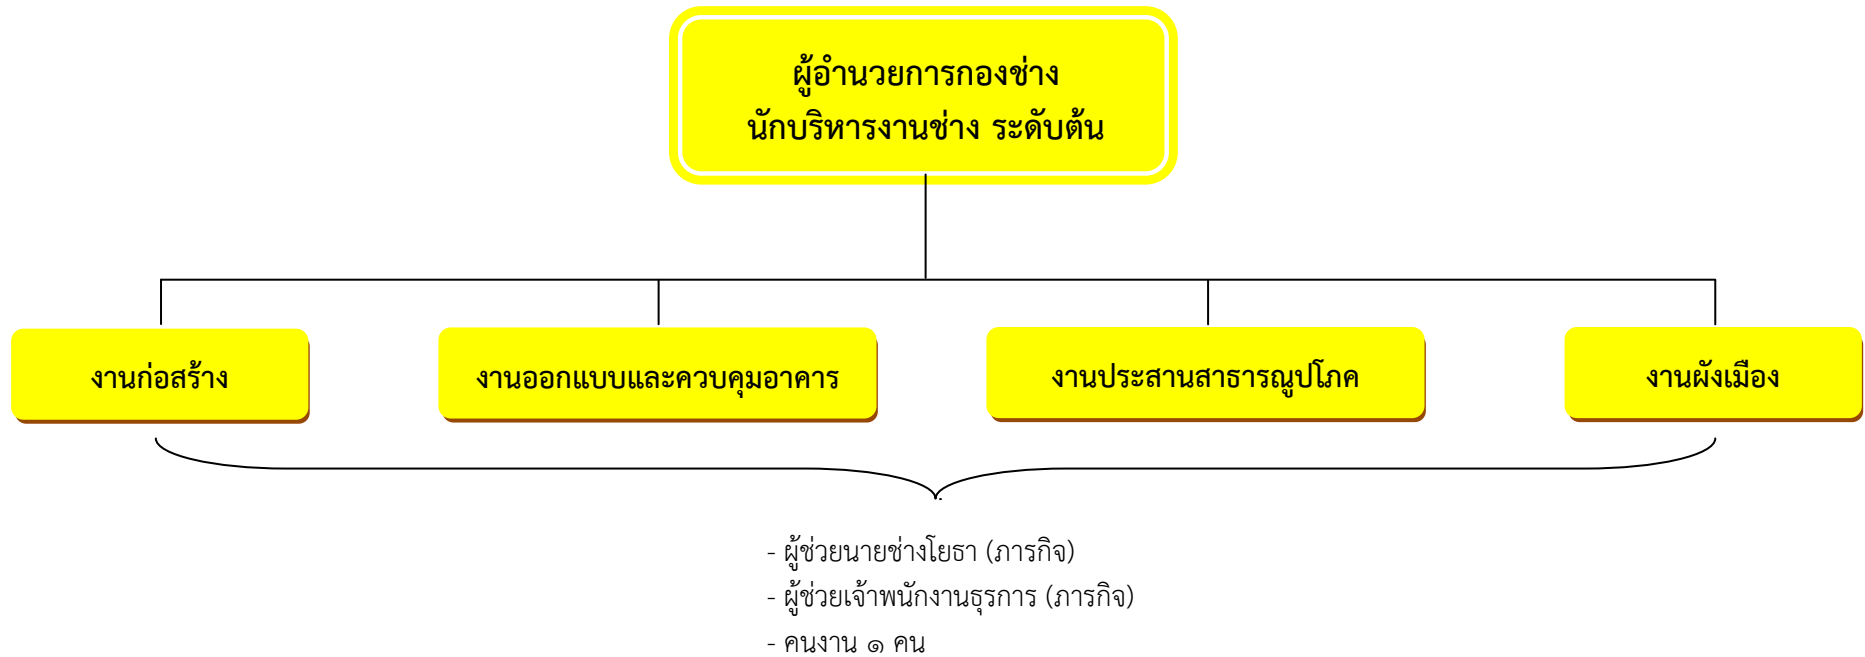 ผู้อำนวยการกองช่าง
นักบริหารงานช่าง ระดับต้น
งานก่อสร้าง
งานออกแบบและควบคุมอาคาร
งานประสานสาธารณูปโภค
งานผังเมือง
- ผู้ช่วยนายช่างโยธา (ภารกิจ)
- ผู้ช่วยเจ้าพนักงานธุรการ (ภารกิจ)
- คนงาน ๑ คน